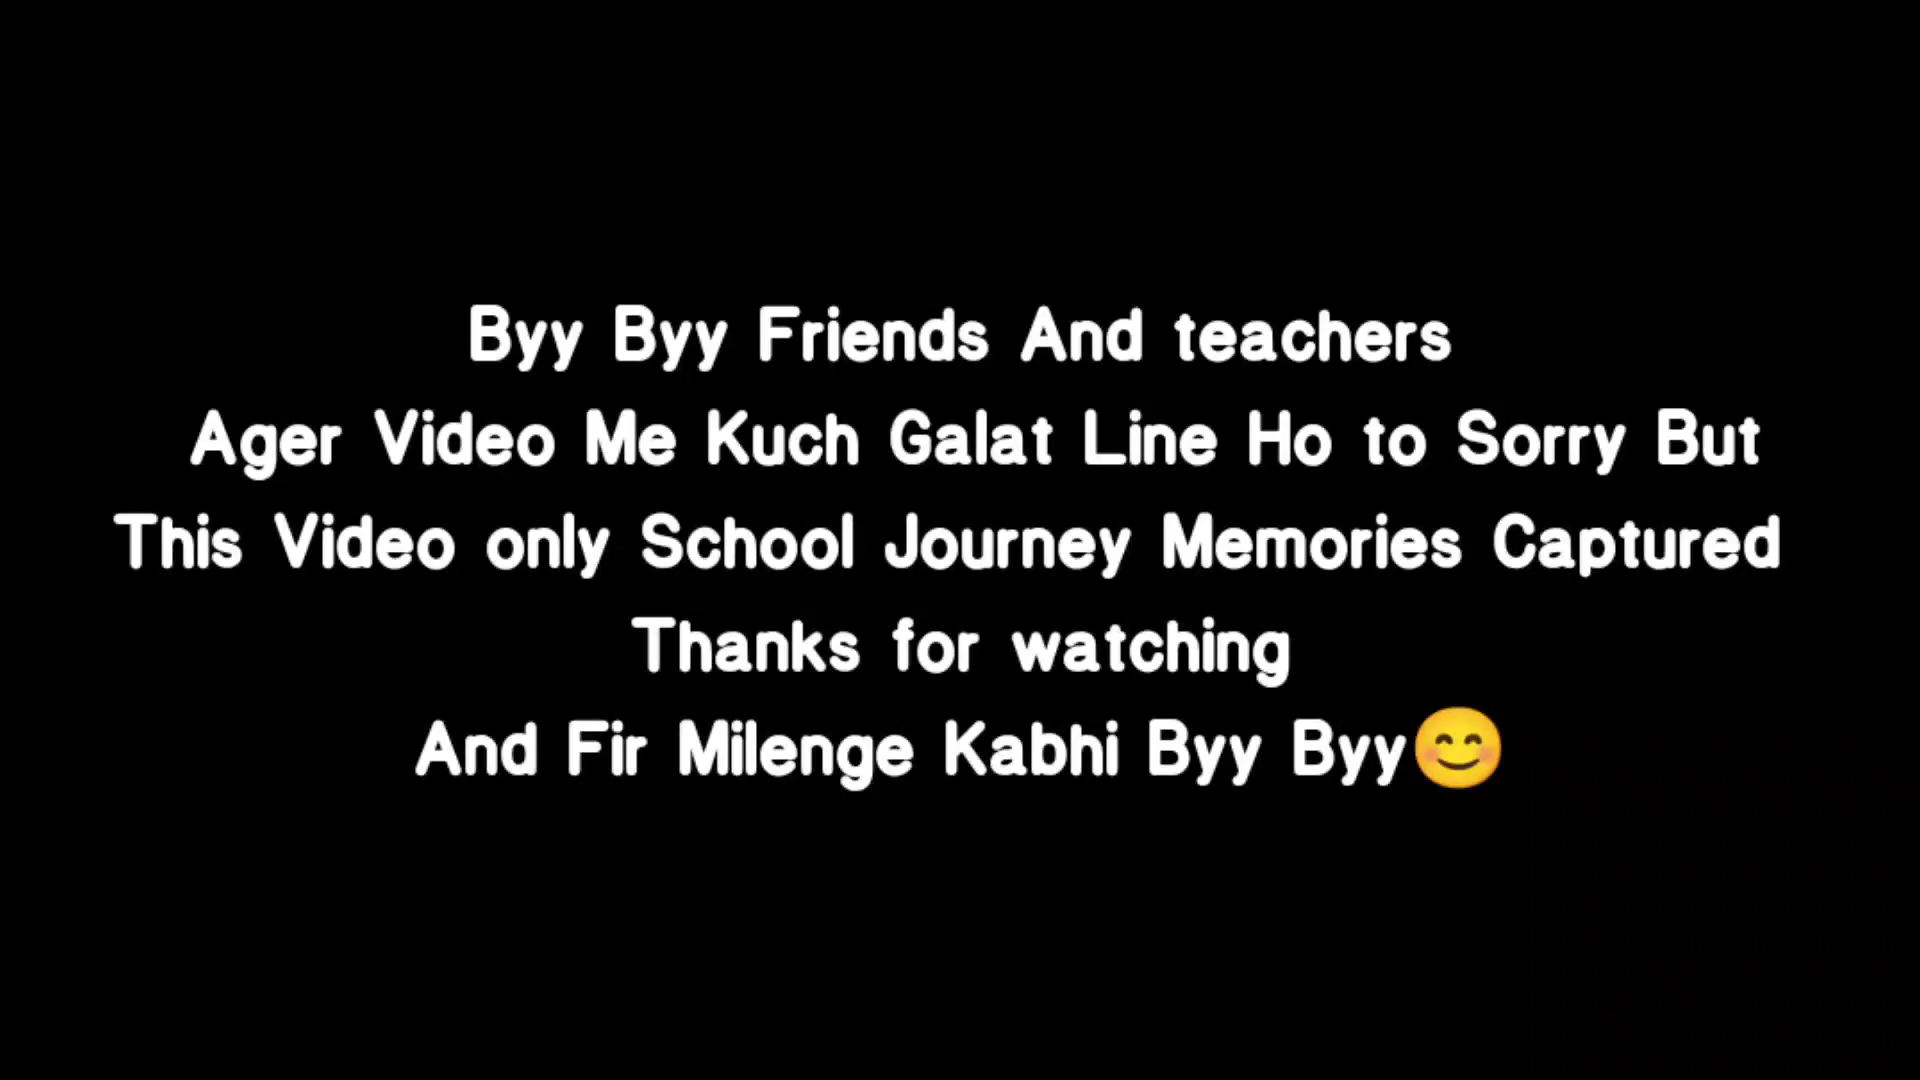 Byy Byy Friends And teachers
Ager Video Me Kuch Galat Line Ho to Sorry But
This Video only School Journey Memories Captured
Thanks for watching
And Fir Milenge Kabhi Byy Byy😊